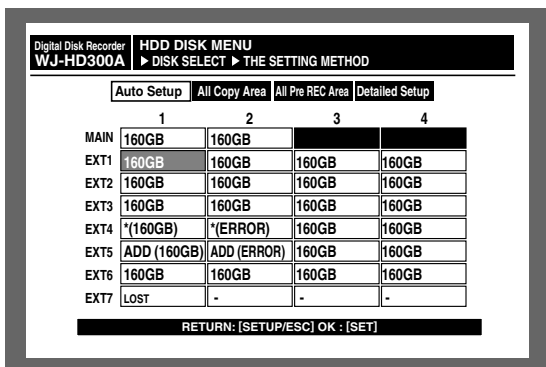 Digital Disk Recorder HDD DISK MENU
WJ-HD300A ▶ DISK SELECT ▶ THE SETTING METHOD
Auto Setup All Copy Area All Pre REC Area Detailed Setup
1 2 3 4
MAIN 160GB 160GB
EXT1 160GB 160GB 160GB 160GB
EXT2 160GB 160GB 160GB 160GB
EXT3 160GB 160GB 160GB 160GB
EXT4 *(160GB) *(ERROR) 160GB 160GB
EXT5 ADD (160GB) ADD (ERROR) 160GB 160GB
EXT6 160GB 160GB 160GB 160GB
EXT7 LOST - - -
RETURN: [SETUP/ESC] OK : [SET]